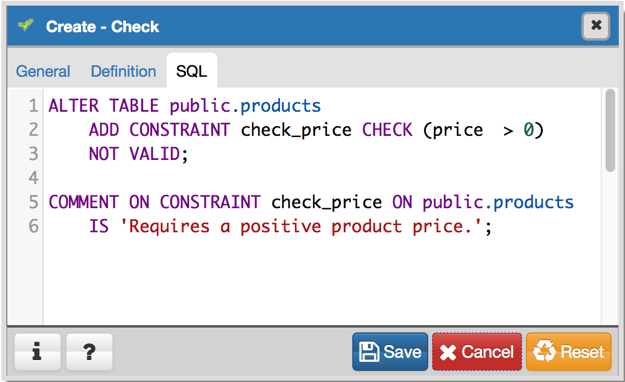 Create - Check
General Definition SQL
1 ALTER TABLE public.products
2     ADD CONSTRAINT check_price CHECK (price  > 0)
3     NOT VALID;
4
5 COMMENT ON CONSTRAINT check_price ON public.products
6     IS 'Requires a positive product price.';
i ? Save Cancel Reset